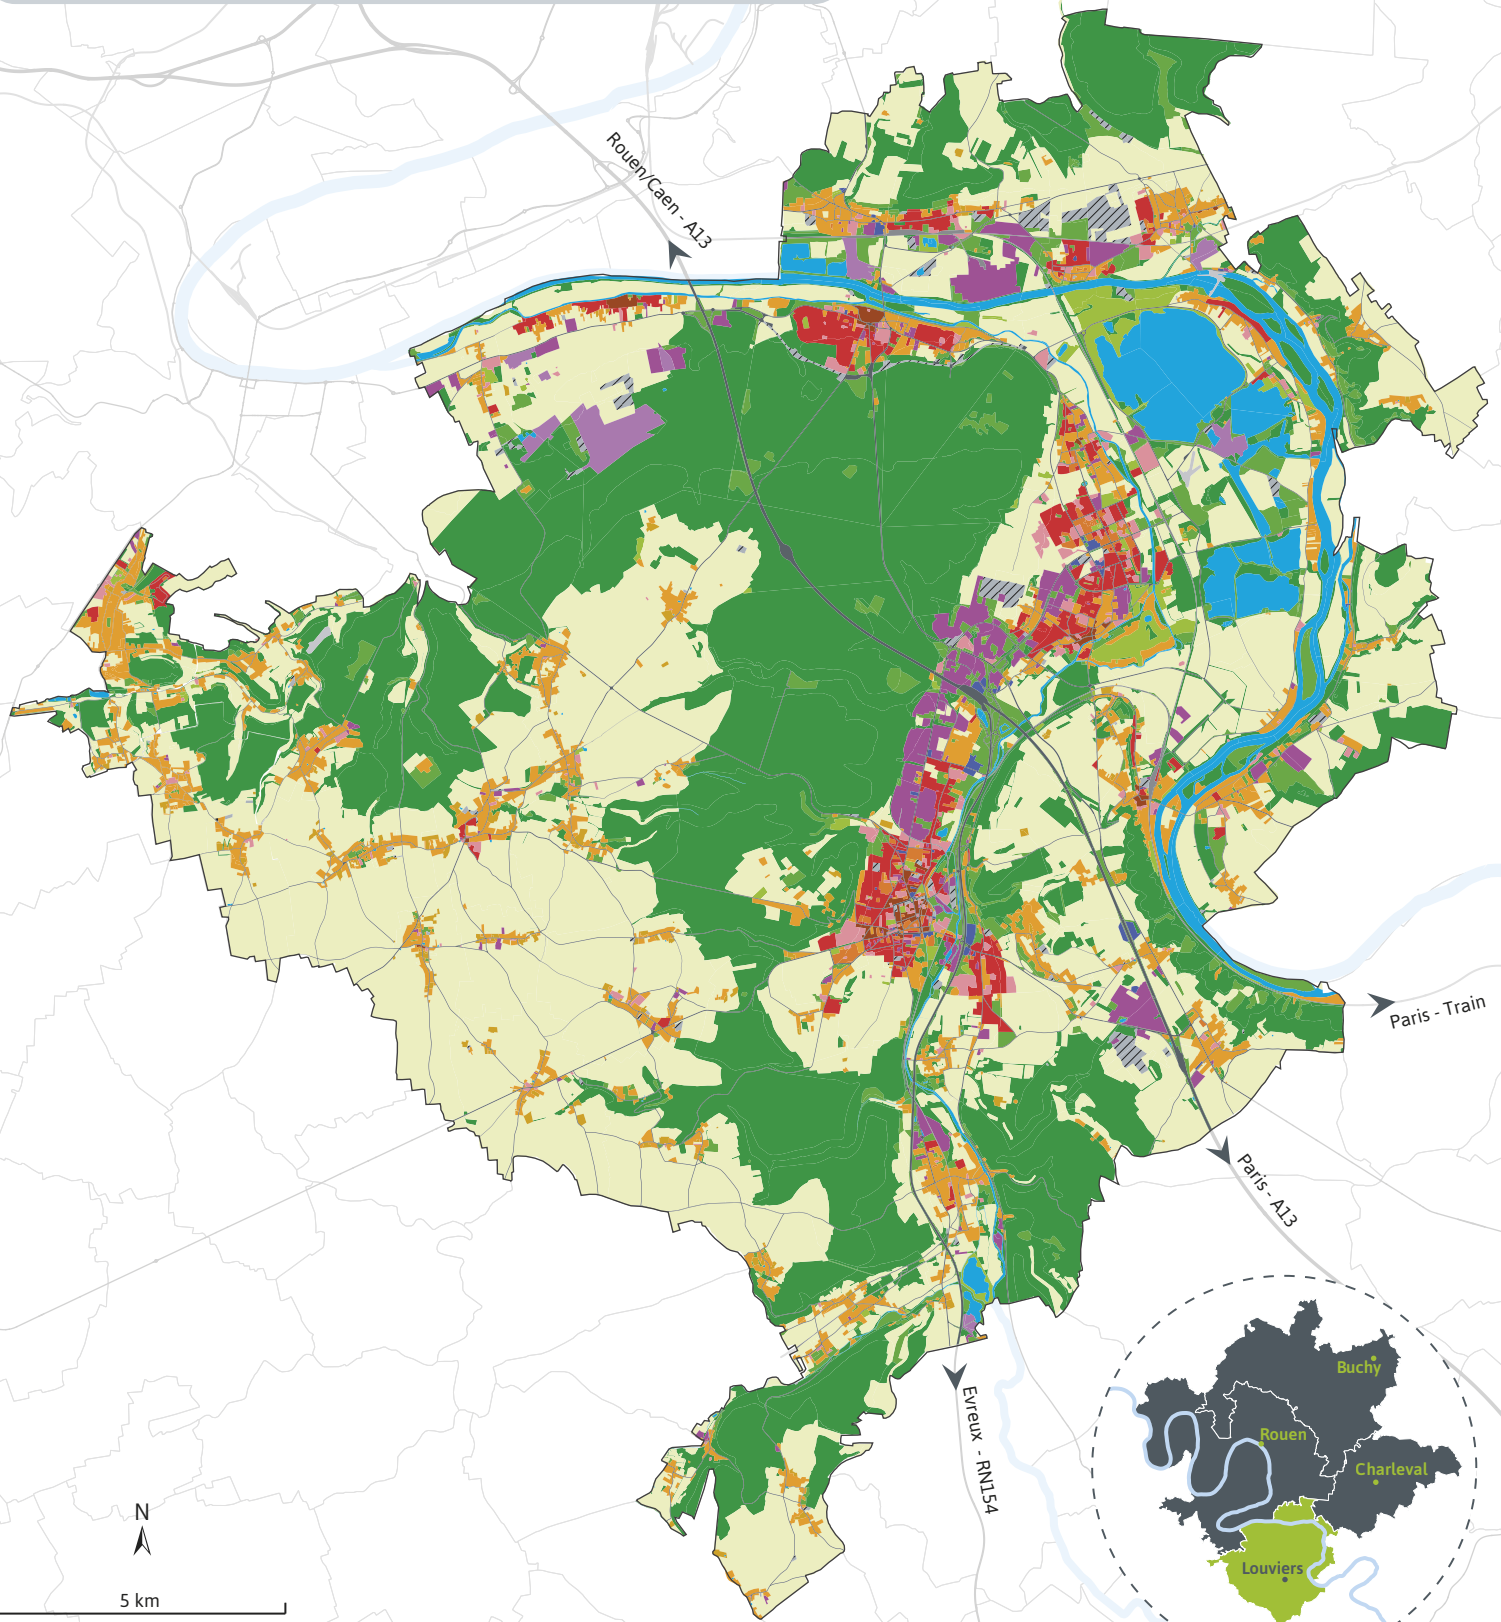 Rouen/Caen - A13
Paris - Train
Paris - A13
Evreux - RN154
Buchy
Rouen
Charleval
Louviers
N
5 km